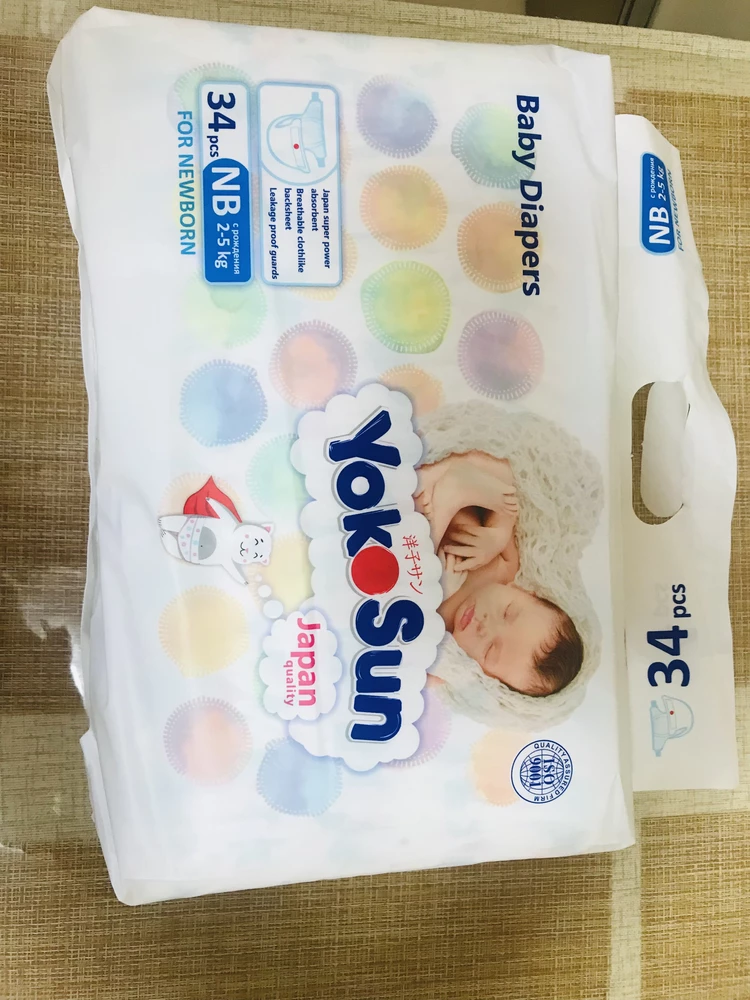 Baby Diapers
YokoSun
洋子サン
Japan
quality
Japan super power
absorbent
Breathable clothlike
backsheet
Leakage proof guards
34 pcs
NB
с рождения
2-5 kg
FOR NEWBORN
QUALITY ASSURED FIRM
ISO
9001
NB
с рождения
2-5 kg
FOR NEWBORN
34 pcs